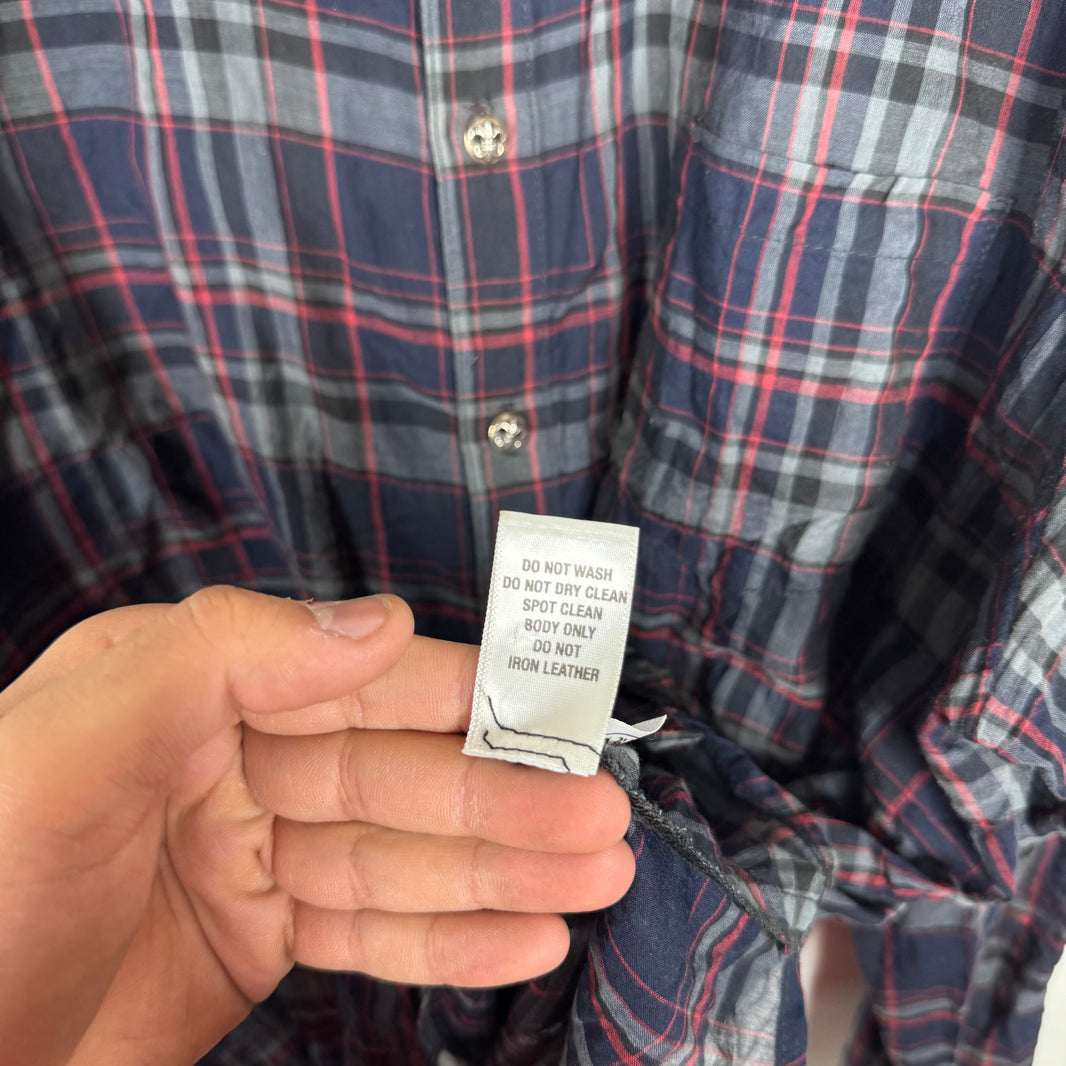 DO NOT WASH
DO NOT DRY CLEAN
SPOT CLEAN
BODY ONLY
DO NOT
IRON LEATHER